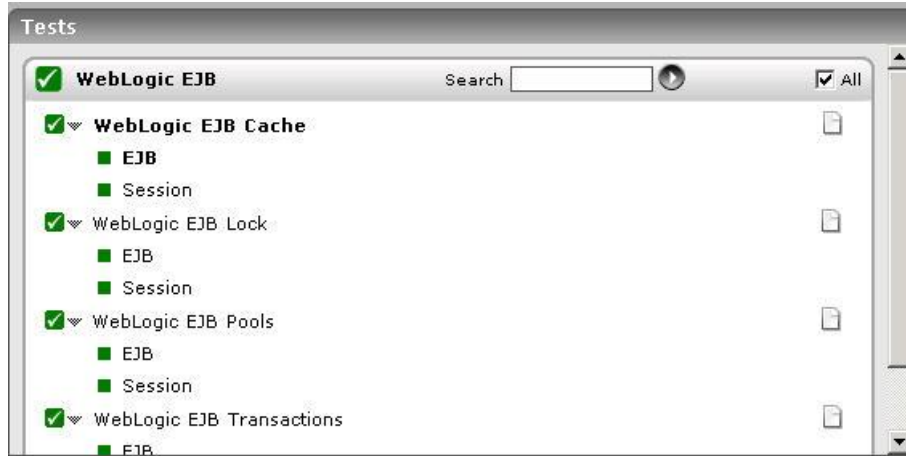 Tests
WebLogic EJB Search All
WebLogic EJB Cache
EJB
Session
WebLogic EJB Lock
EJB
Session
WebLogic EJB Pools
EJB
Session
WebLogic EJB Transactions
EJB